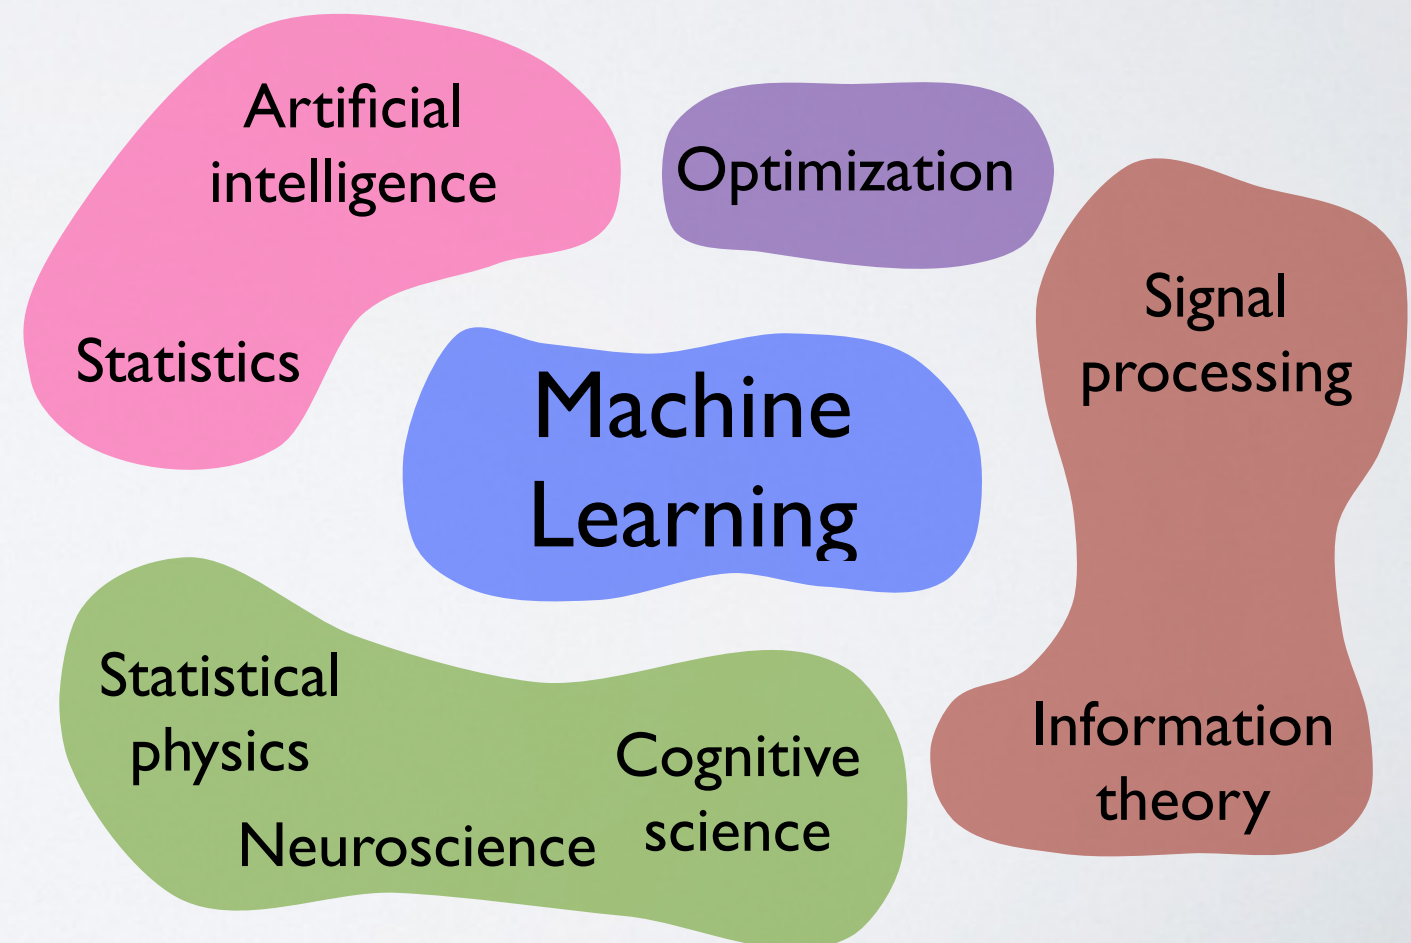 Artificial
intelligence
Optimization
Signal
processing
Statistics
Machine
Learning
Statistical
physics
Neuroscience
Cognitive
science
Information
theory